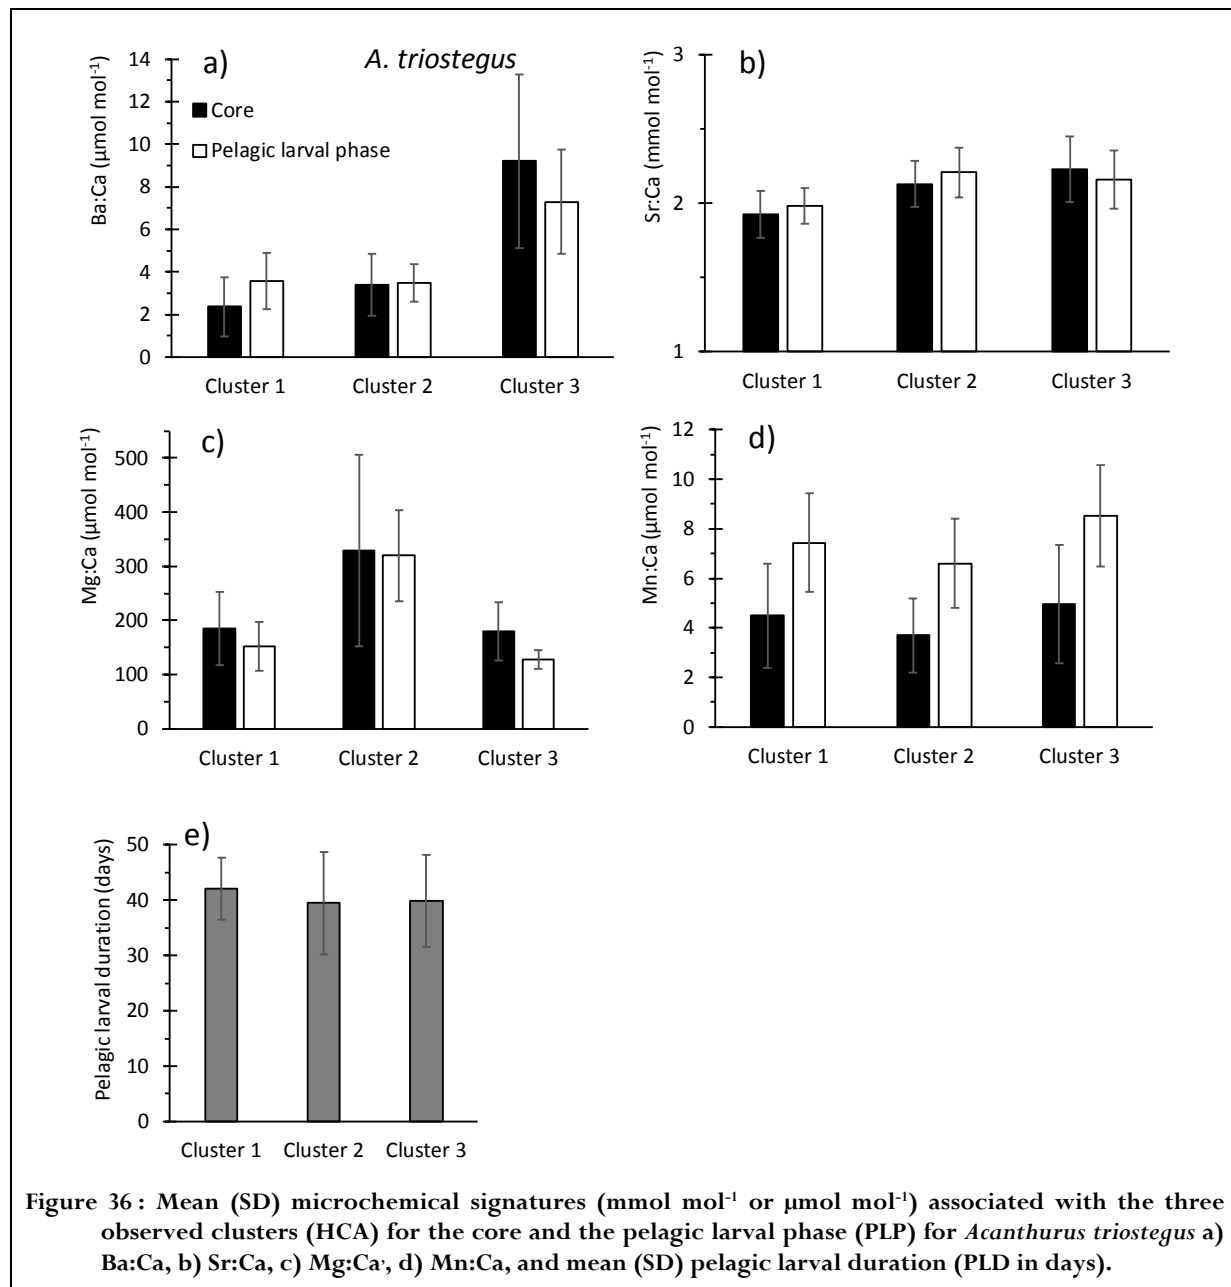 a)
A. triostegus
Core
Pelagic larval phase
Ba:Ca (µmol mol⁻¹)
14
12
10
8
6
4
2
0
Cluster 1
Cluster 2
Cluster 3
b)
Sr:Ca (mmol mol⁻¹)
3
2
1
Cluster 1
Cluster 2
Cluster 3
c)
Mg:Ca (µmol mol⁻¹)
500
400
300
200
100
0
Cluster 1
Cluster 2
Cluster 3
d)
Mn:Ca (µmol mol⁻¹)
12
10
8
6
4
2
0
Cluster 1
Cluster 2
Cluster 3
e)
Pelagic larval duration (days)
50
40
30
20
10
0
Cluster 1
Cluster 2
Cluster 3
Figure 36 : Mean (SD) microchemical signatures (mmol mol⁻¹ or µmol mol⁻¹) associated with the three
observed clusters (HCA) for the core and the pelagic larval phase (PLP) for Acanthurus triostegus a)
Ba:Ca, b) Sr:Ca, c) Mg:Ca, d) Mn:Ca, and mean (SD) pelagic larval duration (PLD in days).